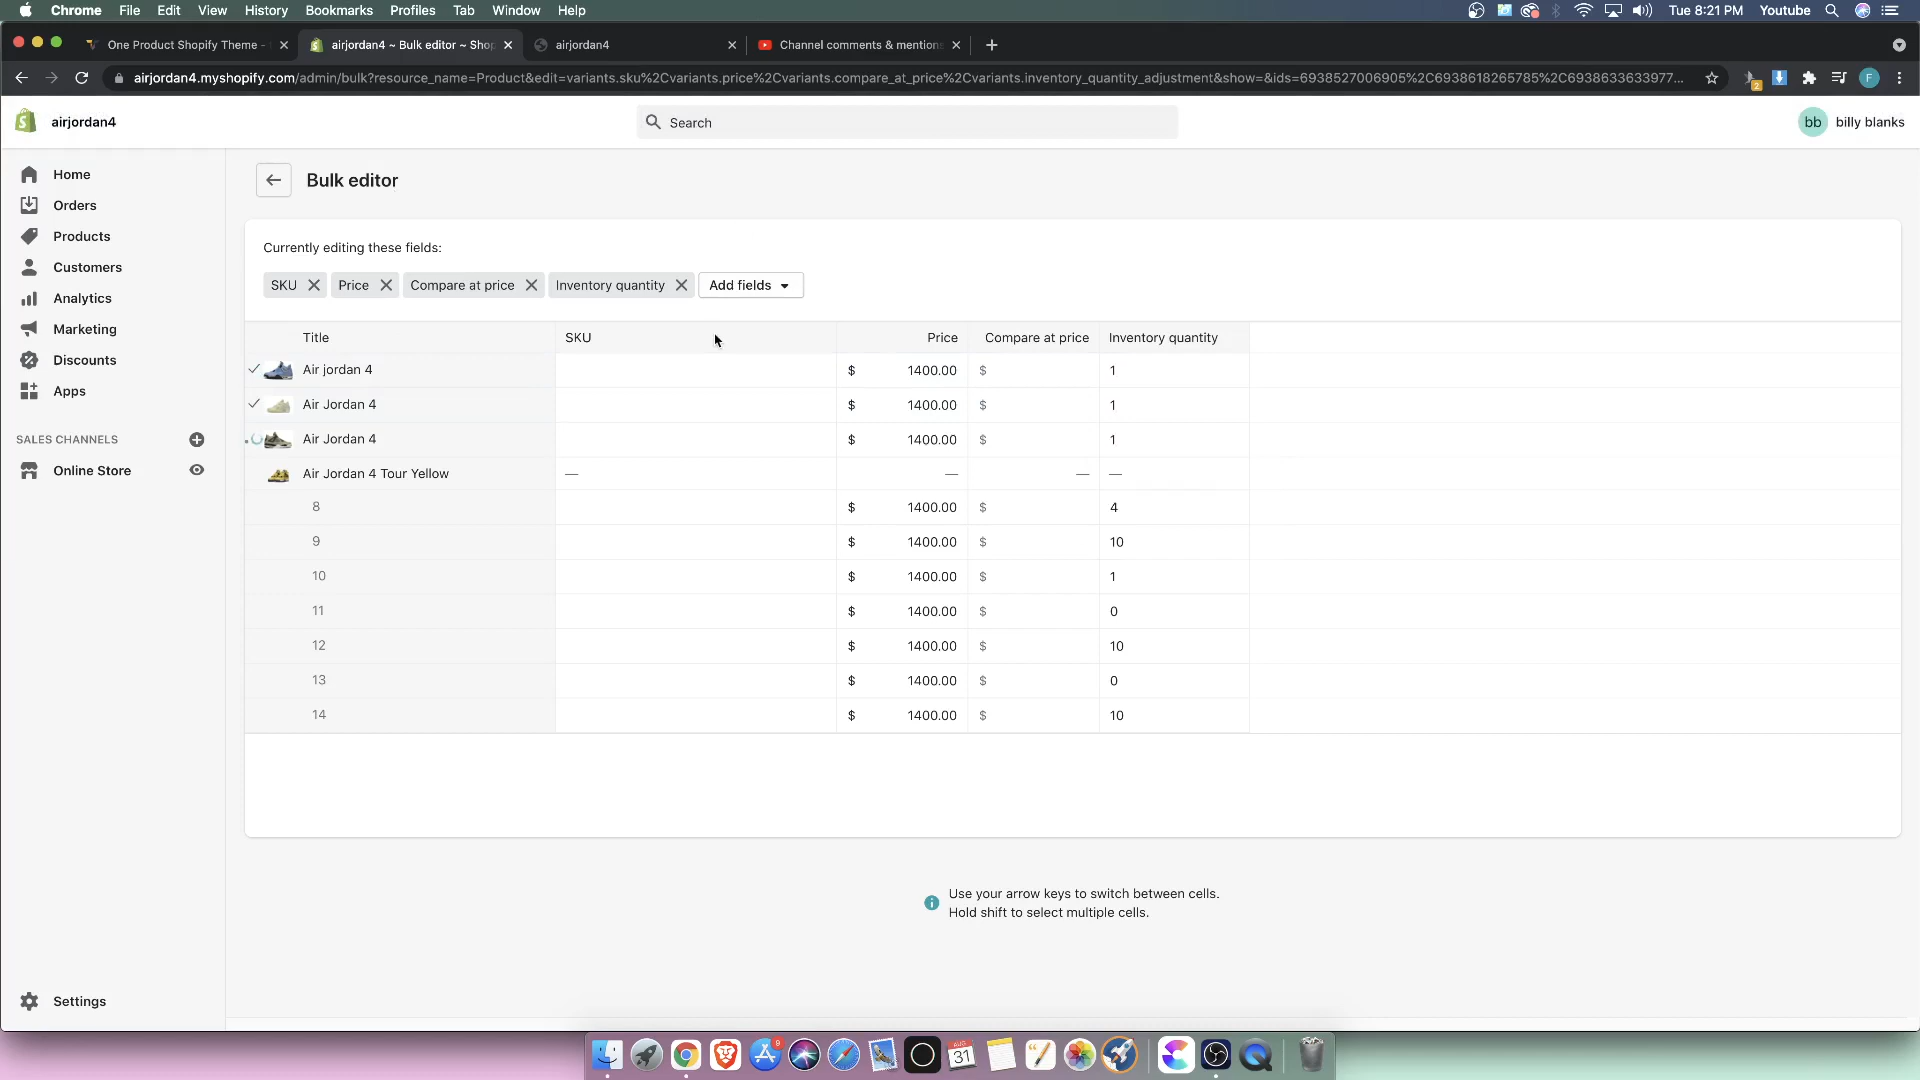 Chrome File Edit View History Bookmarks Profiles Tab Window Help Tue 8:21 PM Youtube
One Product Shopify Theme - airjordan4 ~ Bulk editor ~ Shop airjordan4 Channel comments & mentions
airjordan4.myshopify.com/admin/bulk?resource_name=Product&edit=variants.sku%2Cvariants.price%2Cvariants.compare_at_price%2Cvariants.inventory_quantity_adjustment&show=&ids=6938527006905%2C6938618265785%2C6938633633977... 2 F
airjordan4 Search bb billy blanks
Home
Orders
Products
Customers
Analytics
Marketing
Discounts
Apps
SALES CHANNELS
Online Store
Settings
Bulk editor
Currently editing these fields:
SKU Price Compare at price Inventory quantity Add fields
Title SKU Price Compare at price Inventory quantity
Air jordan 4 $ 1400.00 $ 1
Air Jordan 4 $ 1400.00 $ 1
Air Jordan 4 $ 1400.00 $ 1
Air Jordan 4 Tour Yellow — — — —
8 $ 1400.00 $ 4
9 $ 1400.00 $ 10
10 $ 1400.00 $ 1
11 $ 1400.00 $ 0
12 $ 1400.00 $ 10
13 $ 1400.00 $ 0
14 $ 1400.00 $ 10
Use your arrow keys to switch between cells.
Hold shift to select multiple cells.
9
AUG
31